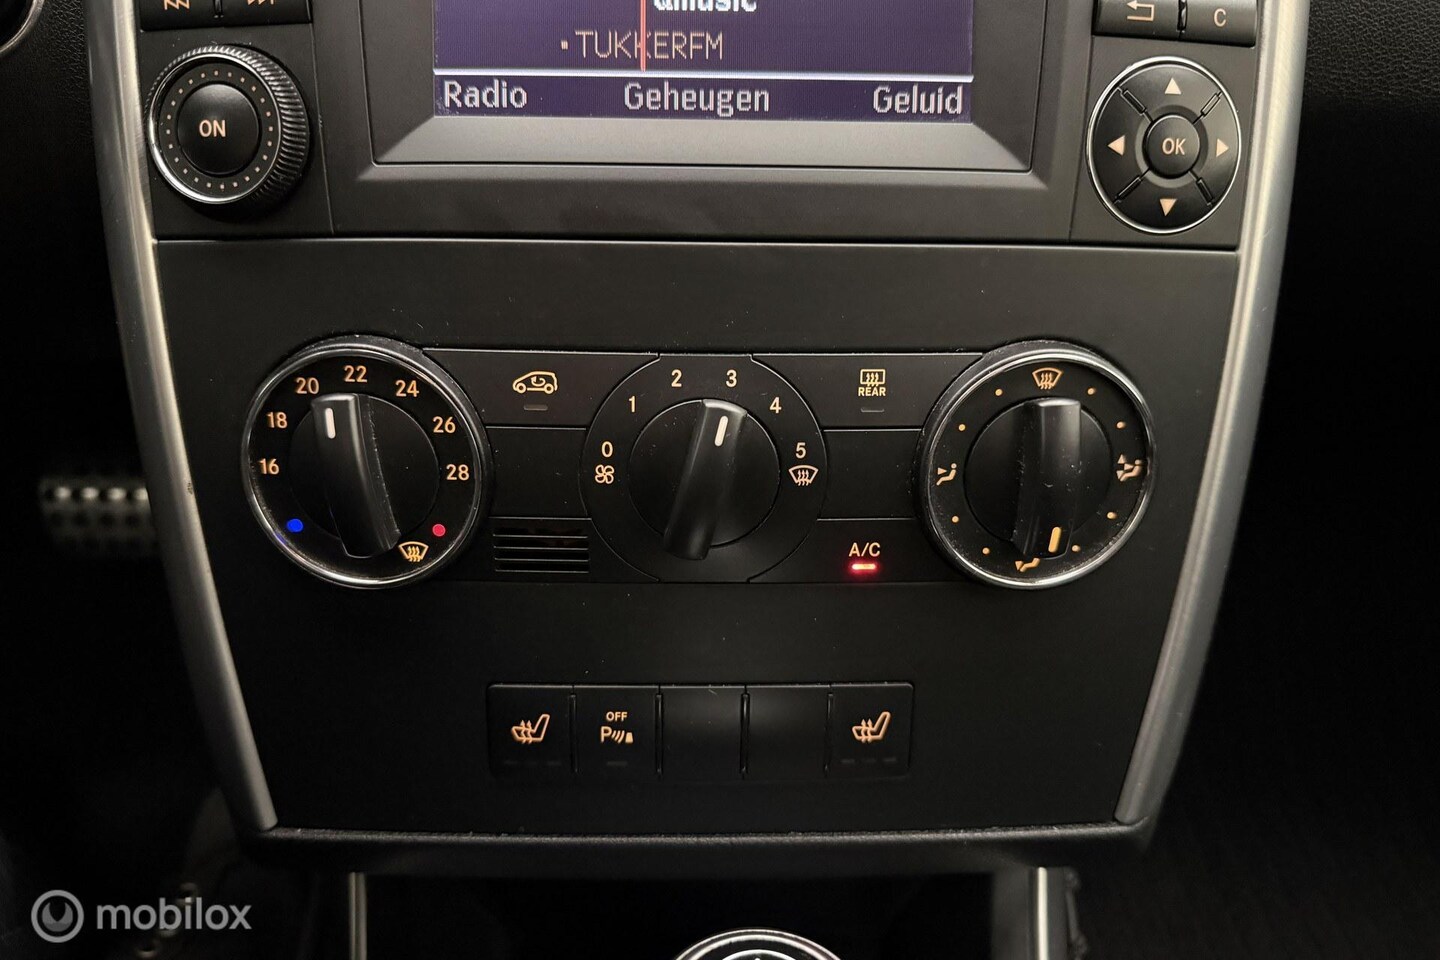 Qmusic
C
TUKKERFM
Radio Geheugen Geluid
ON
OK
16 18 20 22 24 26 28
0 1 2 3 4 5
REAR
A/C
OFF
P
mobilox